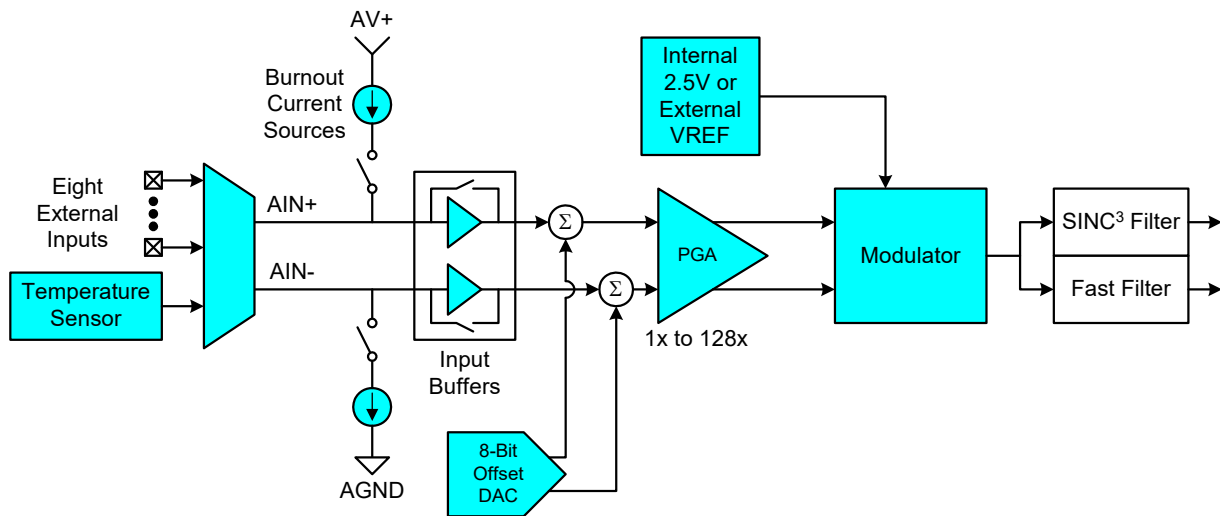 AV+
Burnout
Current
Sources
Internal
2.5V or
External
VREF
Eight
External
Inputs
AIN+
AIN-
Temperature
Sensor
Σ
Σ
PGA
1x to 128x
Modulator
SINC³ Filter
Fast Filter
Input
Buffers
AGND
8-Bit
Offset
DAC